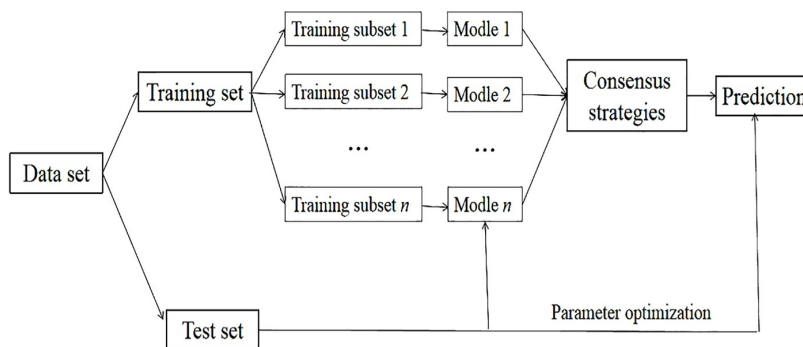 Training subset 1
Modle 1
Training set
Training subset 2
Modle 2
Consensus
strategies
Prediction
...
...
Data set
Training subset n
Modle n
Parameter optimization
Test set